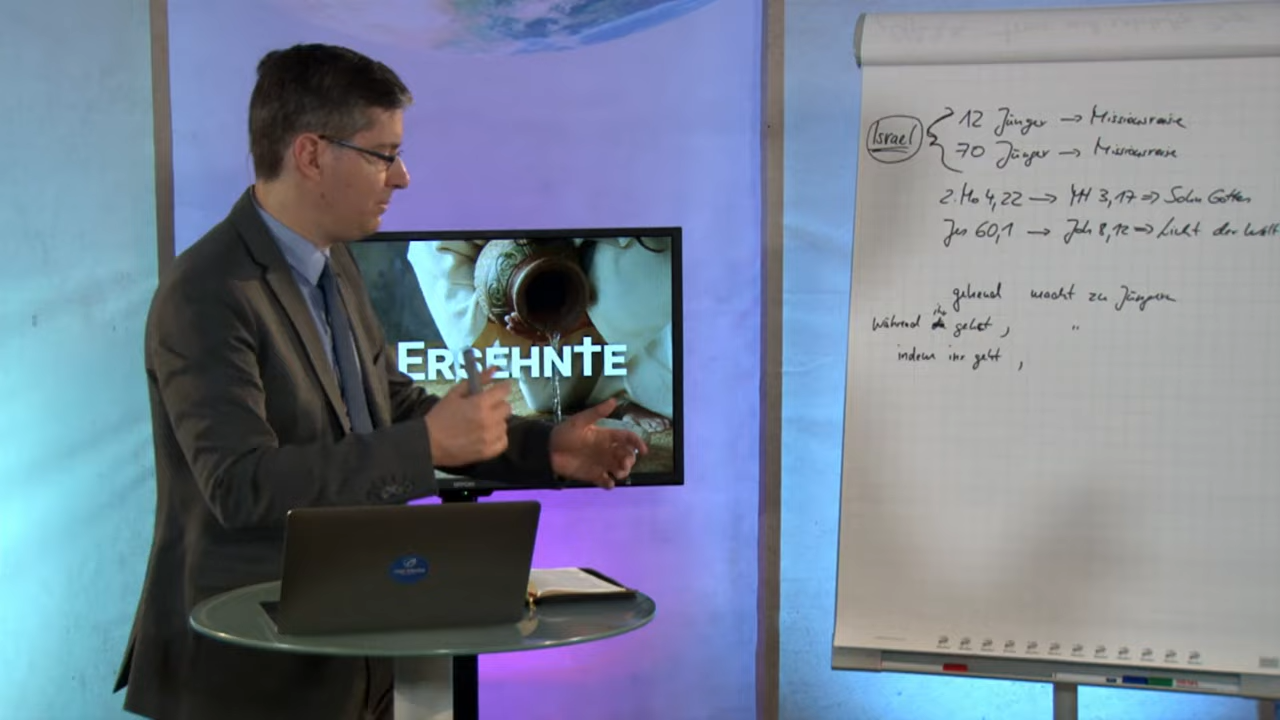 ERSEHNTE
Israel
12 Jünger → Missionsreise
70 Jünger → Missionsreise
2. Mo 4,22 → Mt 3,17 => Sohn Gottes
Jes 60,1 → Joh 8,12 => Licht der Welt
gehend macht zu Jüngern
Während ihr geht, "
indem ihr geht,